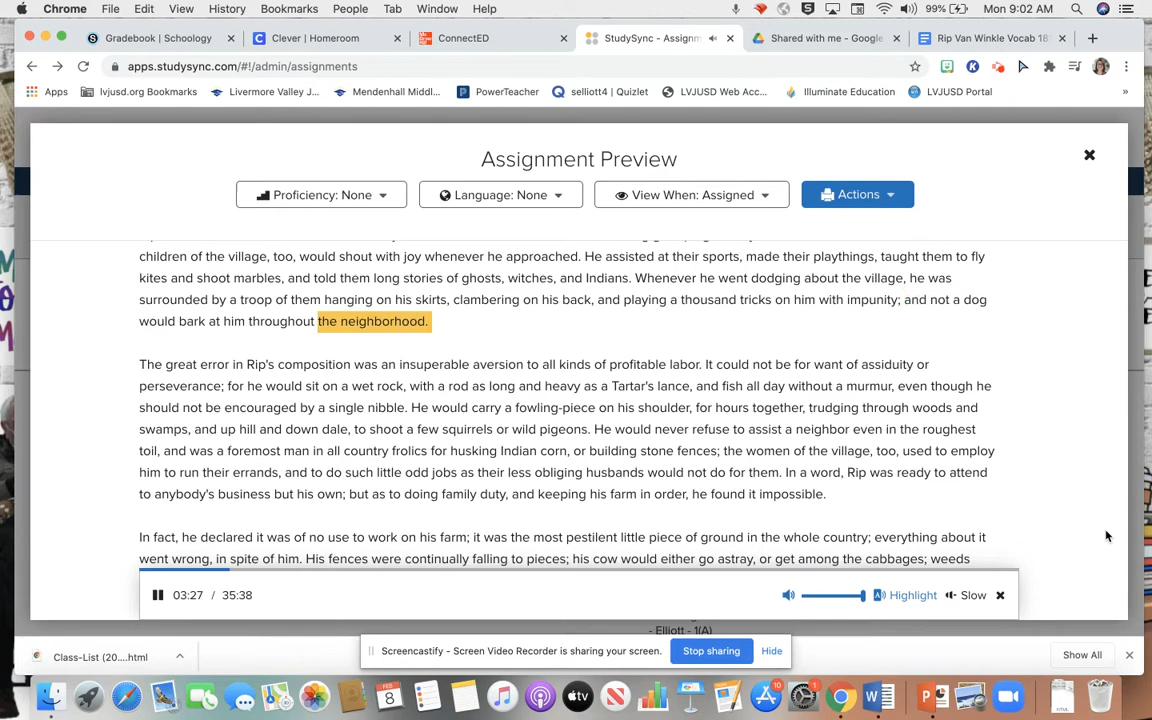 Chrome File Edit View History Bookmarks People Tab Window Help 99% Mon 9:02 AM
Gradebook | Schoology Clever | Homeroom ConnectED StudySync - Assignm Shared with me - Google Rip Van Winkle Vocab 18
apps.studysync.com/#!/admin/assignments
Apps lvjusd.org Bookmarks Livermore Valley J... Mendenhall Middl... PowerTeacher selliott4 | Quizlet LVJUSD Web Acc... Illuminate Education LVJUSD Portal »
Assignment Preview
Proficiency: None Language: None View When: Assigned Actions
children of the village, too, would shout with joy whenever he approached. He assisted at their sports, made their playthings, taught them to fly
kites and shoot marbles, and told them long stories of ghosts, witches, and Indians. Whenever he went dodging about the village, he was
surrounded by a troop of them hanging on his skirts, clambering on his back, and playing a thousand tricks on him with impunity; and not a dog
would bark at him throughout the neighborhood.
The great error in Rip's composition was an insuperable aversion to all kinds of profitable labor. It could not be for want of assiduity or
perseverance; for he would sit on a wet rock, with a rod as long and heavy as a Tartar's lance, and fish all day without a murmur, even though he
should not be encouraged by a single nibble. He would carry a fowling-piece on his shoulder, for hours together, trudging through woods and
swamps, and up hill and down dale, to shoot a few squirrels or wild pigeons. He would never refuse to assist a neighbor even in the roughest
toil, and was a foremost man in all country frolics for husking Indian corn, or building stone fences; the women of the village, too, used to employ
him to run their errands, and to do such little odd jobs as their less obliging husbands would not do for them. In a word, Rip was ready to attend
to anybody's business but his own; but as to doing family duty, and keeping his farm in order, he found it impossible.
In fact, he declared it was of no use to work on his farm; it was the most pestilent little piece of ground in the whole country; everything about it
went wrong, in spite of him. His fences were continually falling to pieces; his cow would either go astray, or get among the cabbages; weeds
03:27 / 35:38 Highlight Slow
- Elliott - 1(A)
Screencastify - Screen Video Recorder is sharing your screen. Stop sharing Hide
Class-List (20....html Show All
FEB
8
10
1